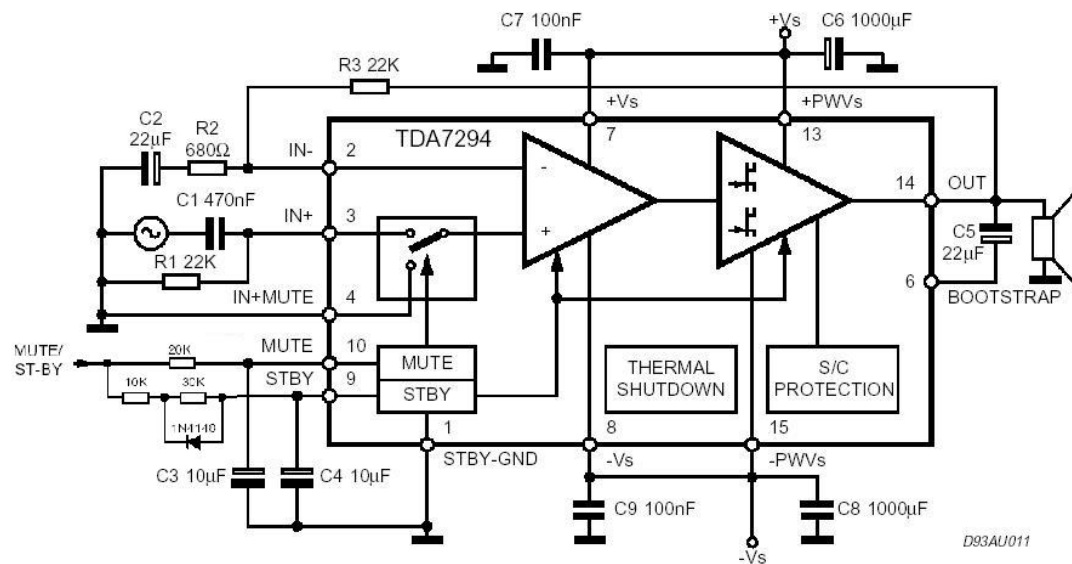 C7 100nF
+Vs
C6 1000µF
R3 22K
+Vs
+PWVs
C2
22µF
R2
680Ω
TDA7294
7
13
IN-
2
-
C1 470nF
IN+
3
+
14
OUT
C5
22µF
R1 22K
IN+MUTE
4
6
BOOTSTRAP
MUTE/
ST-BY
20K
MUTE
10
MUTE
10K
30K
STBY
9
STBY
1N4148
THERMAL
SHUTDOWN
S/C
PROTECTION
1
8
15
STBY-GND
-Vs
-PWVs
C3 10µF
C4 10µF
C9 100nF
C8 1000µF
-Vs
D93AU011